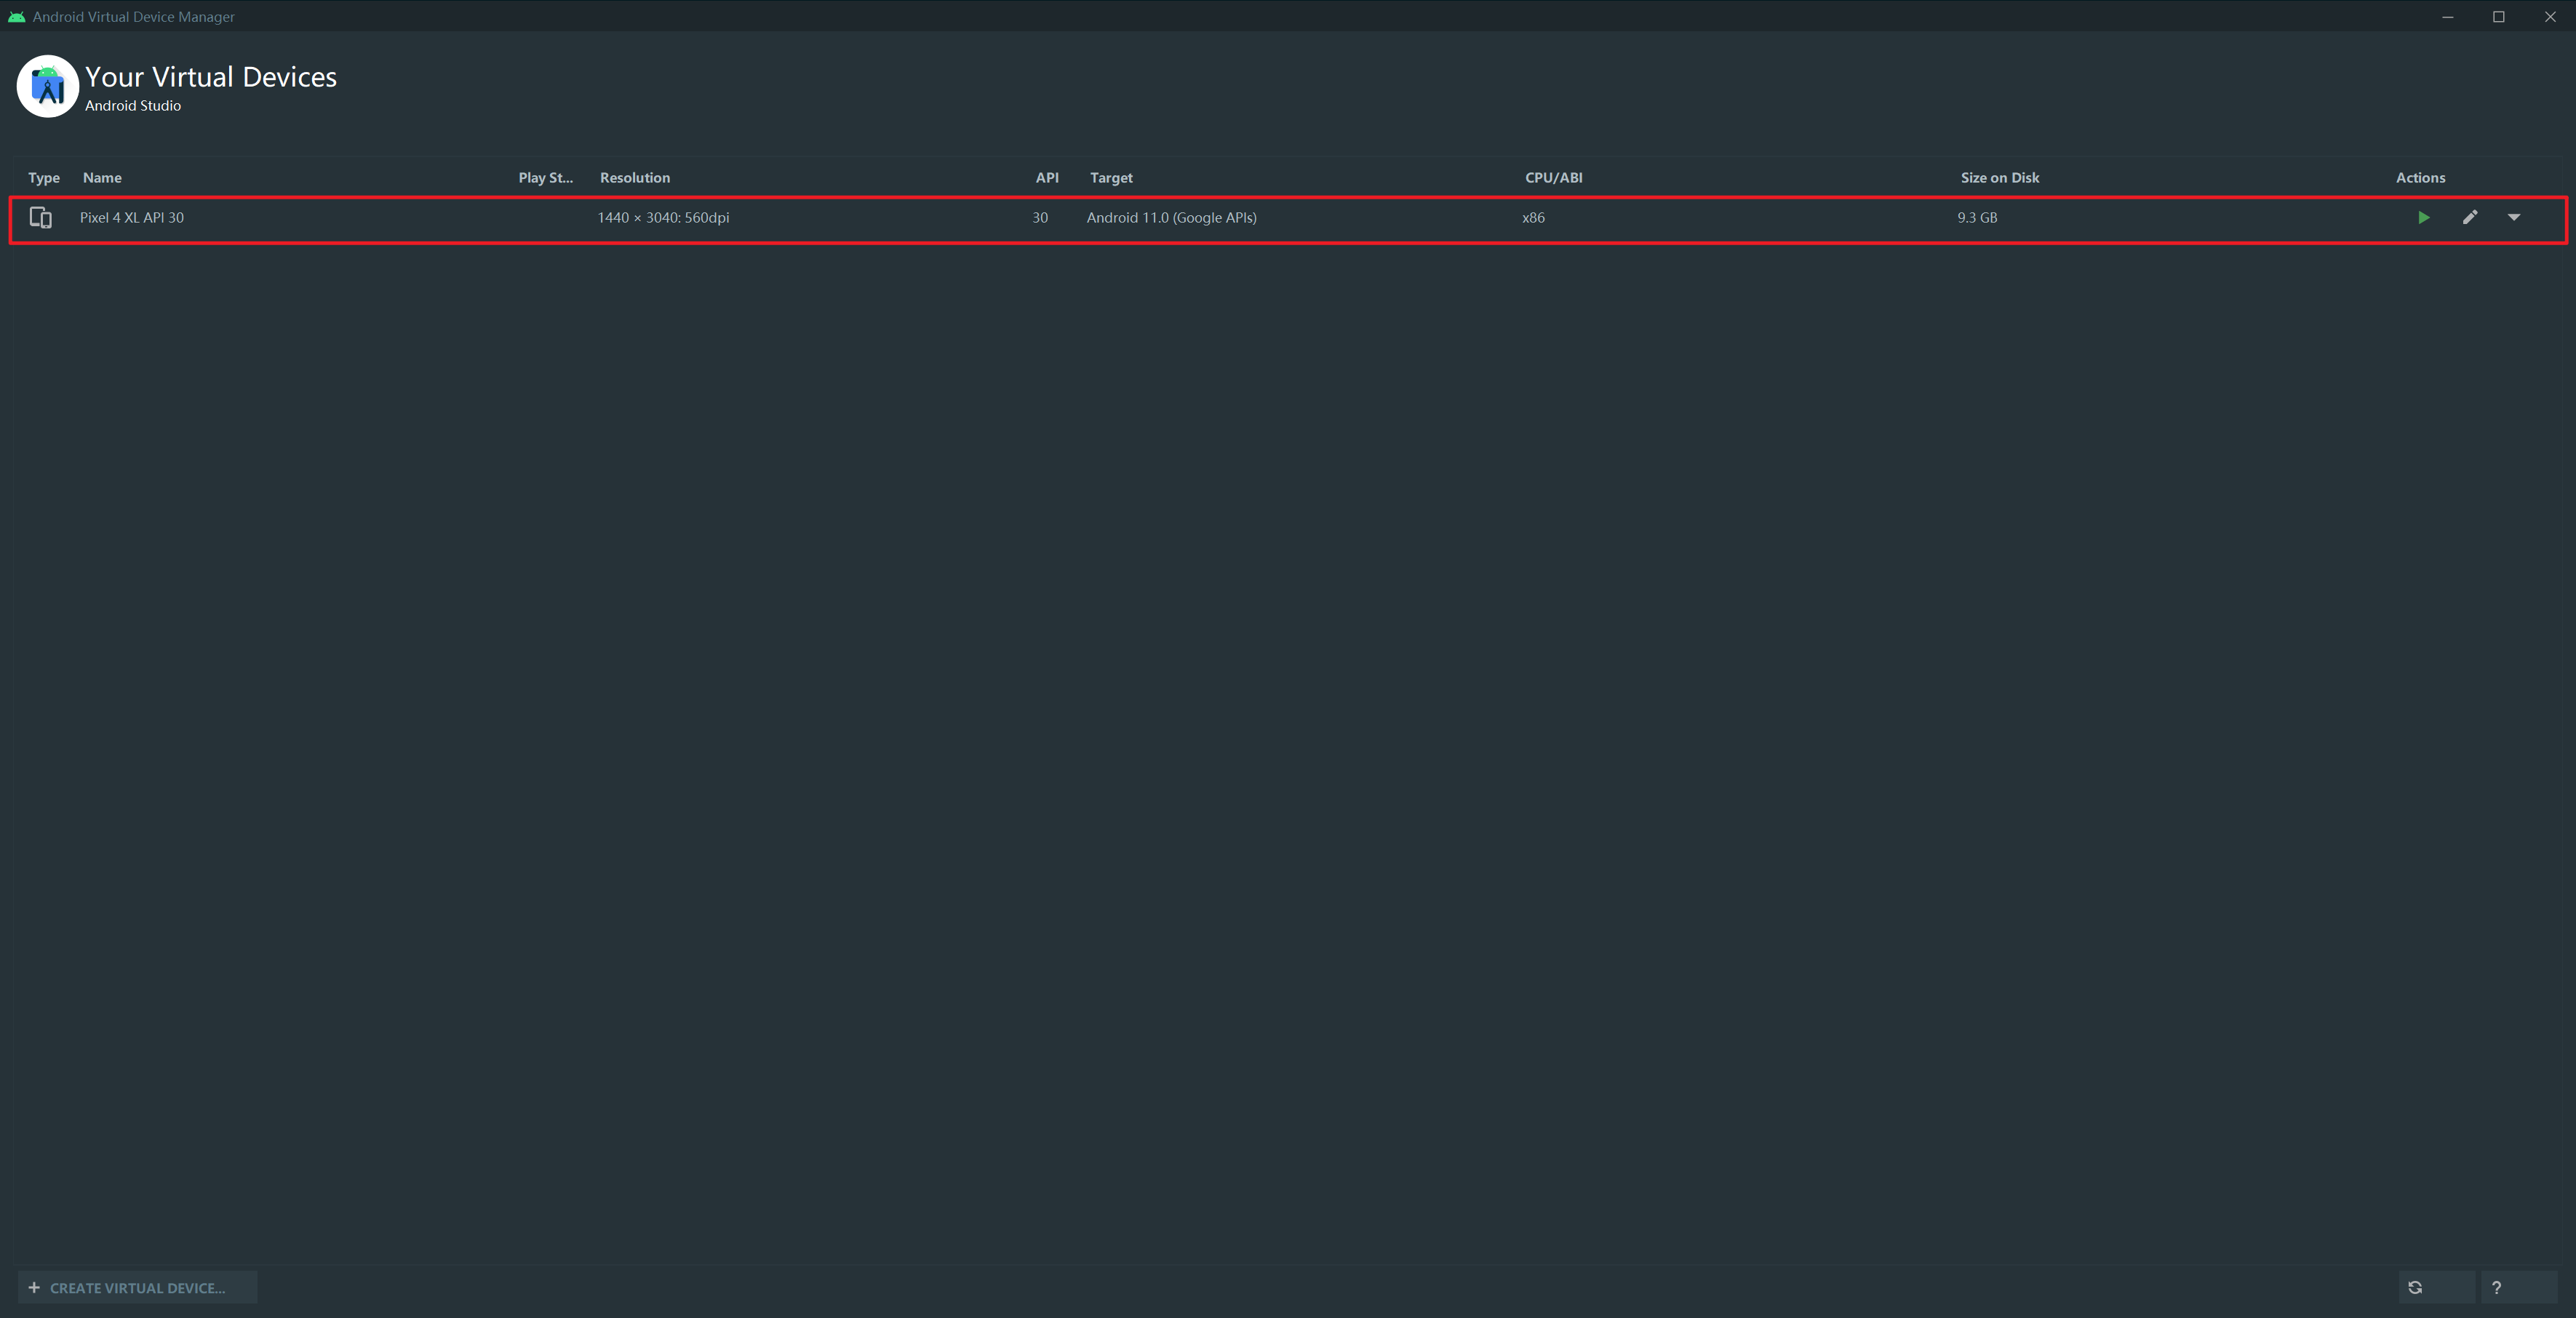 Android Virtual Device Manager
Your Virtual Devices
Android Studio
Type Name Play St... Resolution API Target CPU/ABI Size on Disk Actions
Pixel 4 XL API 30 1440 × 3040: 560dpi 30 Android 11.0 (Google APIs) x86 9.3 GB
+ CREATE VIRTUAL DEVICE... ?